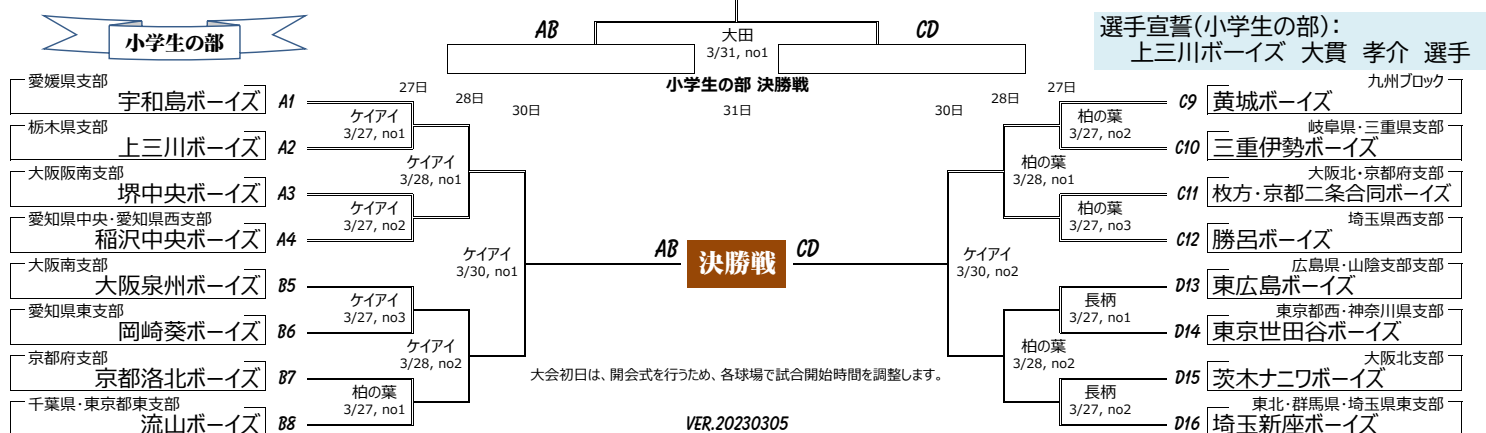 小学生の部
AB
大田
3/31, no1
CD
小学生の部 決勝戦
選手宣誓(小学生の部):
上三川ボーイズ 大貫 孝介 選手
27日
28日
30日
31日
30日
28日
27日
愛媛県支部
宇和島ボーイズ A1
栃木県支部
上三川ボーイズ A2
大阪阪南支部
堺中央ボーイズ A3
愛知県中央・愛知県西支部
稲沢中央ボーイズ A4
大阪南支部
大阪泉州ボーイズ B5
愛知県東支部
岡崎葵ボーイズ B6
京都府支部
京都洛北ボーイズ B7
千葉県・東京都東支部
流山ボーイズ B8
ケイアイ
3/27, no1
ケイアイ
3/27, no2
ケイアイ
3/27, no3
柏の葉
3/27, no1
ケイアイ
3/28, no1
ケイアイ
3/28, no2
ケイアイ
3/30, no1
AB 決勝戦 CD
ケイアイ
3/30, no2
柏の葉
3/28, no1
柏の葉
3/28, no2
柏の葉
3/27, no2
柏の葉
3/27, no3
長柄
3/27, no1
長柄
3/27, no2
九州ブロック
C9 黄城ボーイズ
岐阜県・三重県支部
C10 三重伊勢ボーイズ
大阪北・京都府支部
C11 枚方・京都二条合同ボーイズ
埼玉県西支部
C12 勝呂ボーイズ
広島県・山陰支部支部
D13 東広島ボーイズ
東京都西・神奈川県支部
D14 東京世田谷ボーイズ
大阪北支部
D15 茨木ナニワボーイズ
東北・群馬県・埼玉県東支部
D16 埼玉新座ボーイズ
大会初日は、開会式を行うため、各球場で試合開始時間を調整します。
VER.20230305